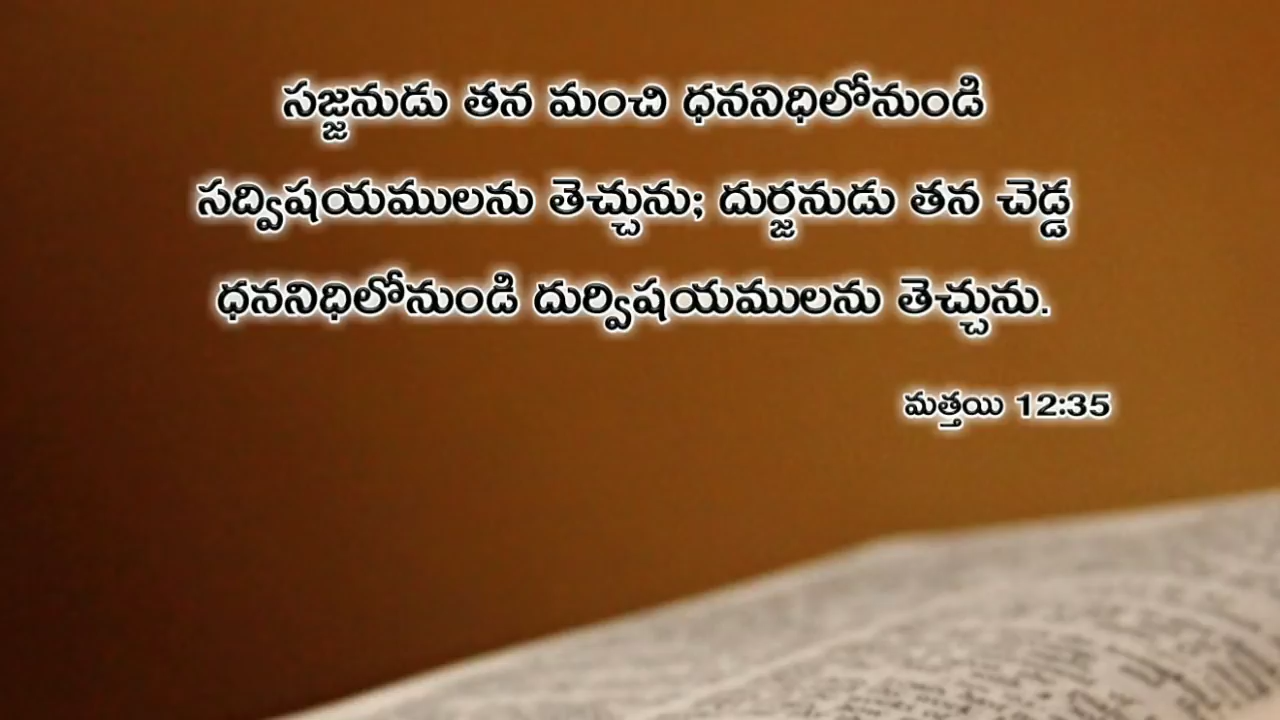 సజ్జనుడు తన మంచి ధననిధిలోనుండి
సద్విషయములను తెచ్చును; దుర్జనుడు తన చెడ్డ
ధననిధిలోనుండి దుర్విషయములను తెచ్చును.
మత్తయి 12:35